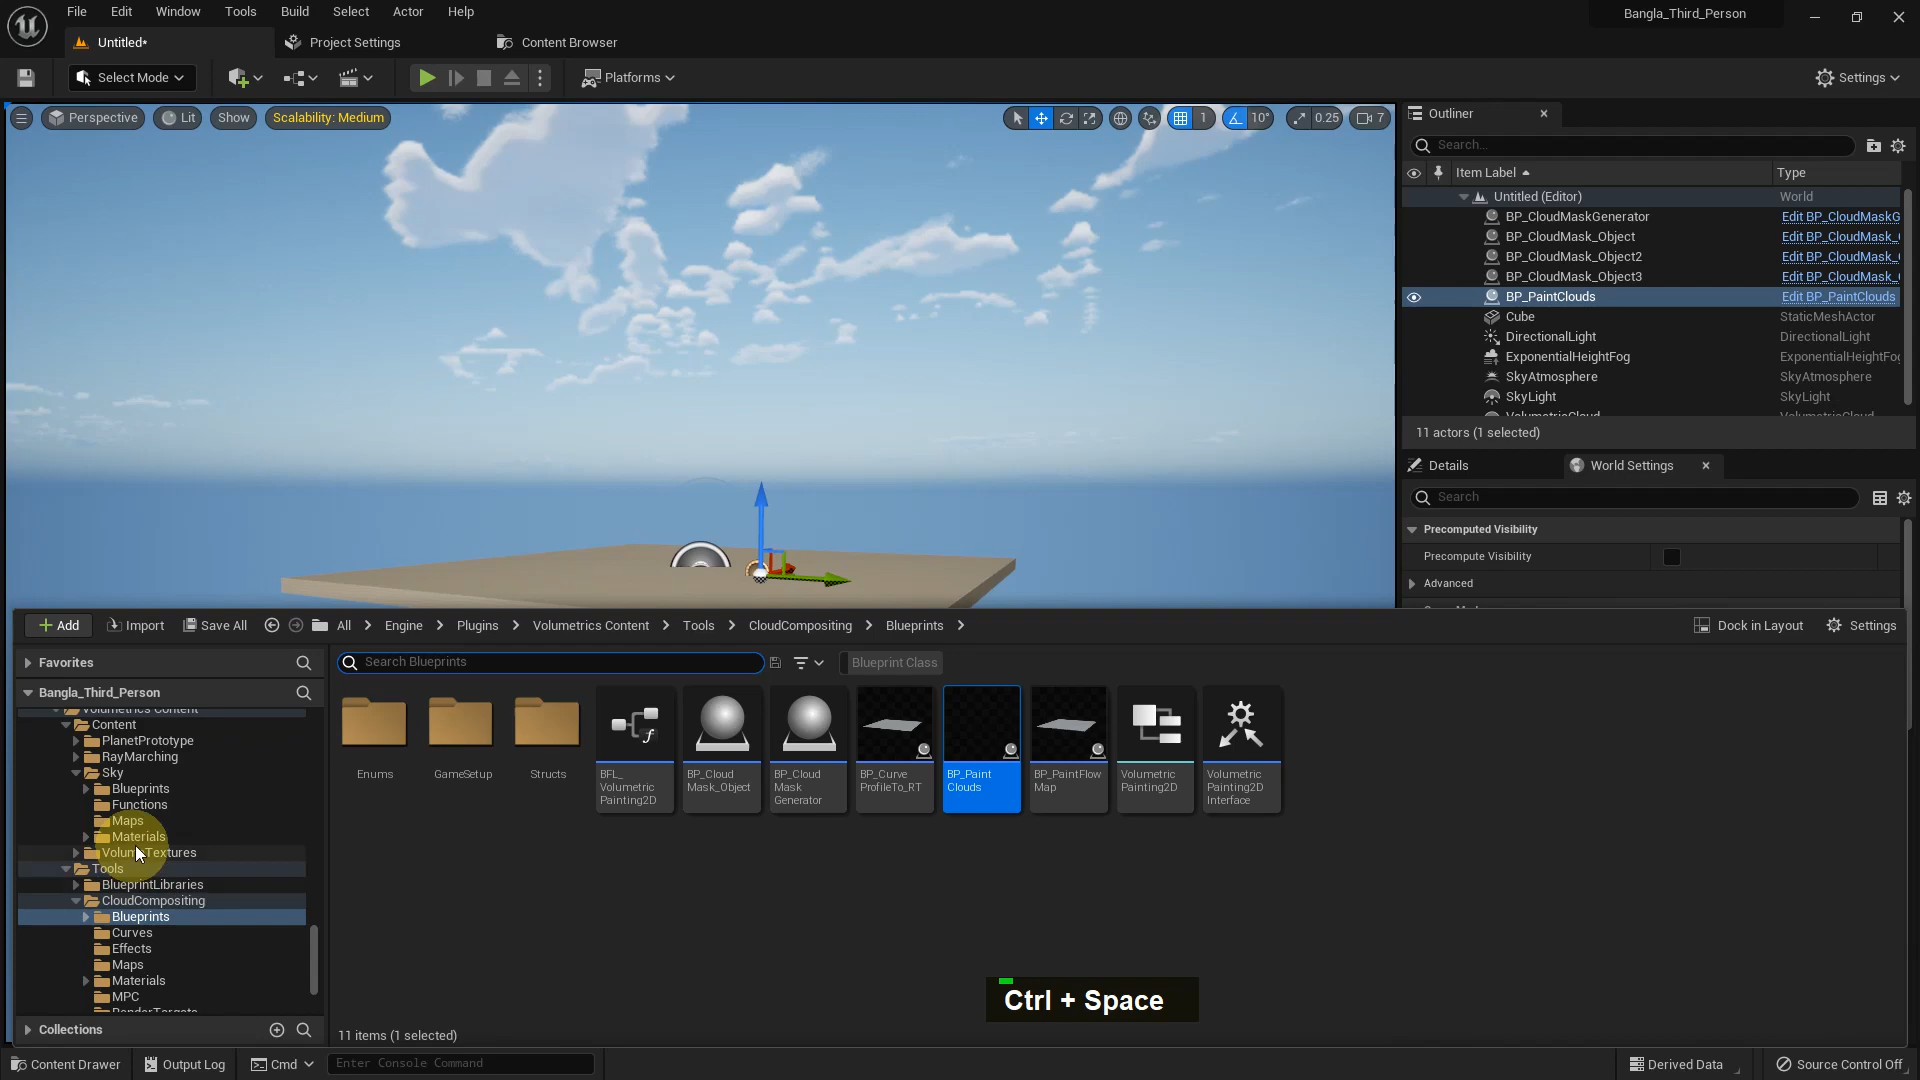 File Edit Window Tools Build Select Actor Help
Bangla_Third_Person
Untitled*
Project Settings
Content Browser
Select Mode
Platforms
Settings
Perspective
Lit
Show
Scalability: Medium
1
10°
0.25
7
Outliner
Search...
Item Label
Type
Untitled (Editor)
World
BP_CloudMaskGenerator
Edit BP_CloudMaskG
BP_CloudMask_Object
Edit BP_CloudMask_
BP_CloudMask_Object2
Edit BP_CloudMask_
BP_CloudMask_Object3
Edit BP_CloudMask_
BP_PaintClouds
Edit BP_PaintClouds
Cube
StaticMeshActor
DirectionalLight
DirectionalLight
ExponentialHeightFog
ExponentialHeightFo
SkyAtmosphere
SkyAtmosphere
SkyLight
SkyLight
VolumetricCloud
VolumetricCloud
11 actors (1 selected)
Details
World Settings
Search
Precomputed Visibility
Precompute Visibility
Advanced
Add
Import
Save All
All
Engine
Plugins
Volumetrics Content
Tools
CloudCompositing
Blueprints
Dock in Layout
Settings
Favorites
Search Blueprints
Blueprint Class
Bangla_Third_Person
Volumetrics Content
Content
PlanetPrototype
RayMarching
Sky
Blueprints
Functions
Maps
Materials
VolumeTextures
Tools
BlueprintLibraries
CloudCompositing
Blueprints
Curves
Effects
Maps
Materials
MPC
RenderTargets
Enums
GameSetup
Structs
BFL_
Volumetric
Painting2D
BP_Cloud
Mask_Object
BP_Cloud
Mask
Generator
BP_Curve
ProfileTo_RT
BP_Paint
Clouds
BP_PaintFlow
Map
Volumetric
Painting2D
Volumetric
Painting2D
Interface
Ctrl + Space
11 items (1 selected)
Collections
Content Drawer
Output Log
Cmd
Enter Console Command
Derived Data
Source Control Off